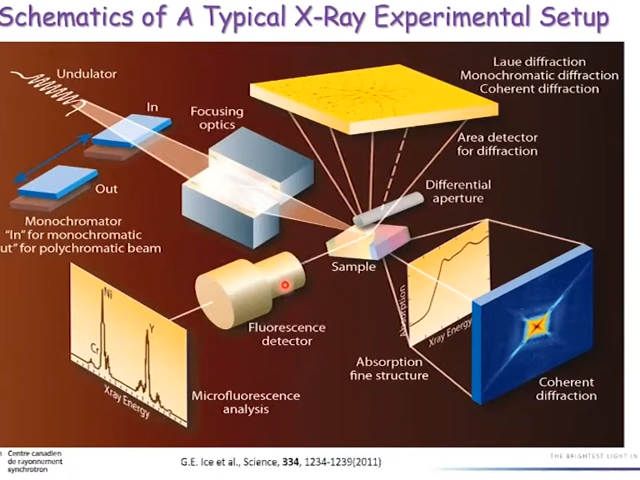 Schematics of A Typical X-Ray Experimental Setup
Undulator
In
Focusing
optics
Laue diffraction
Monochromatic diffraction
Coherent diffraction
Area detector
for diffraction
Out
Differential
aperture
Monochromator
"In" for monochromatic
ut" for polychromatic beam
Sample
Absorption
Xray Energy
Ni
Y
Cr
Xray Energy
Fluorescence
detector
Absorption
fine structure
Microfluorescence
analysis
Coherent
diffraction
Centre canadien
de rayonnement
synchrotron
G.E. Ice et al., Science, 334, 1234-1239(2011)
THE BRIGHTEST LIGHT IN